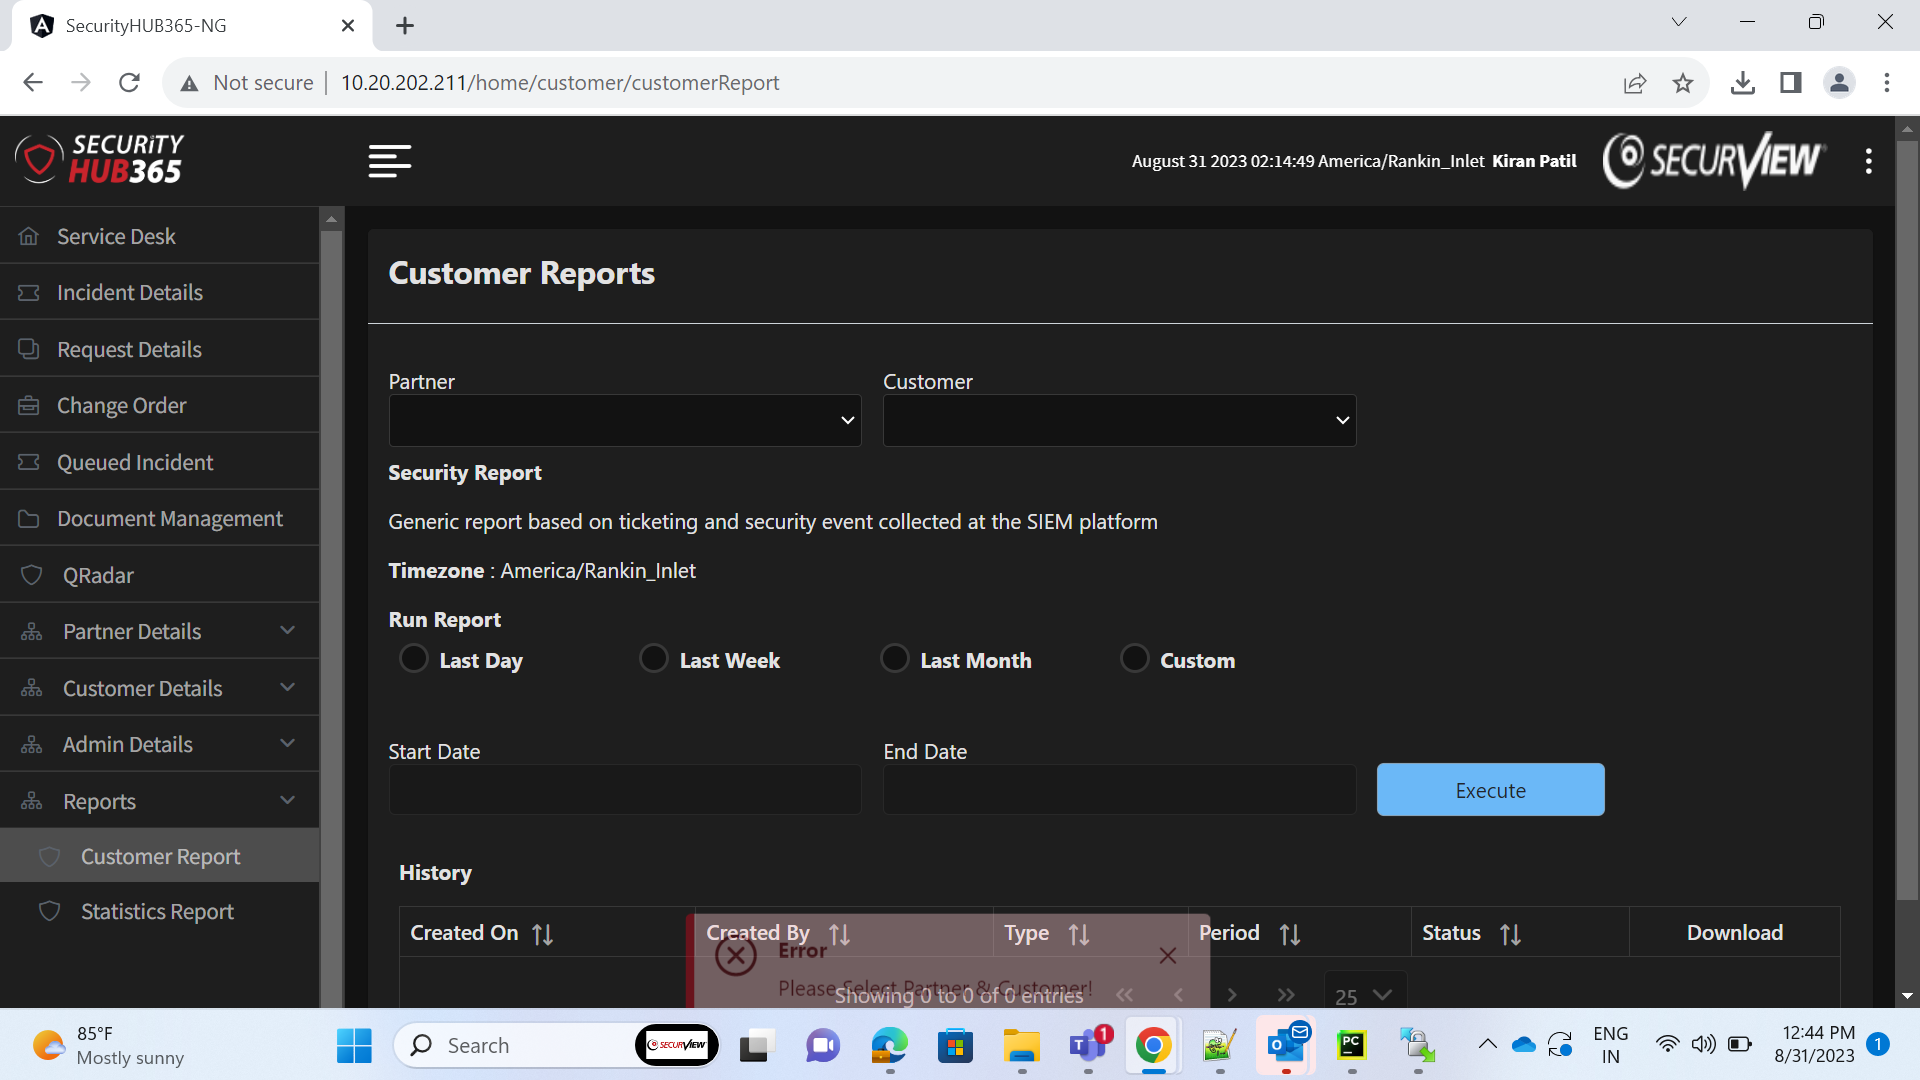 SecurityHUB365-NG
Not secure
10.20.202.211/home/customer/customerReport
SECURITY
HUB365
August 31 2023 02:14:49 America/Rankin_Inlet Kiran Patil
SECURVIEW
Service Desk
Incident Details
Request Details
Change Order
Queued Incident
Document Management
QRadar
Partner Details
Customer Details
Admin Details
Reports
Customer Report
Statistics Report
Customer Reports
Partner
Customer
Security Report
Generic report based on ticketing and security event collected at the SIEM platform
Timezone : America/Rankin_Inlet
Run Report
Last Day
Last Week
Last Month
Custom
Start Date
End Date
Execute
History
Created On
Created By
Type
Period
Status
Download
Error
Please Select Partner & Customer!
Showing 0 to 0 of 0 entries
25
85°F
Mostly sunny
Search
SECURVIEW
T
1
O
PC
ENG
IN
12:44 PM
8/31/2023
1